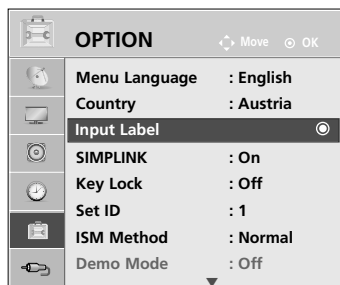 OPTION Move OK
Menu Language : English
Country : Austria
Input Label
SIMPLINK : On
Key Lock : Off
Set ID : 1
ISM Method : Normal
Demo Mode : Off